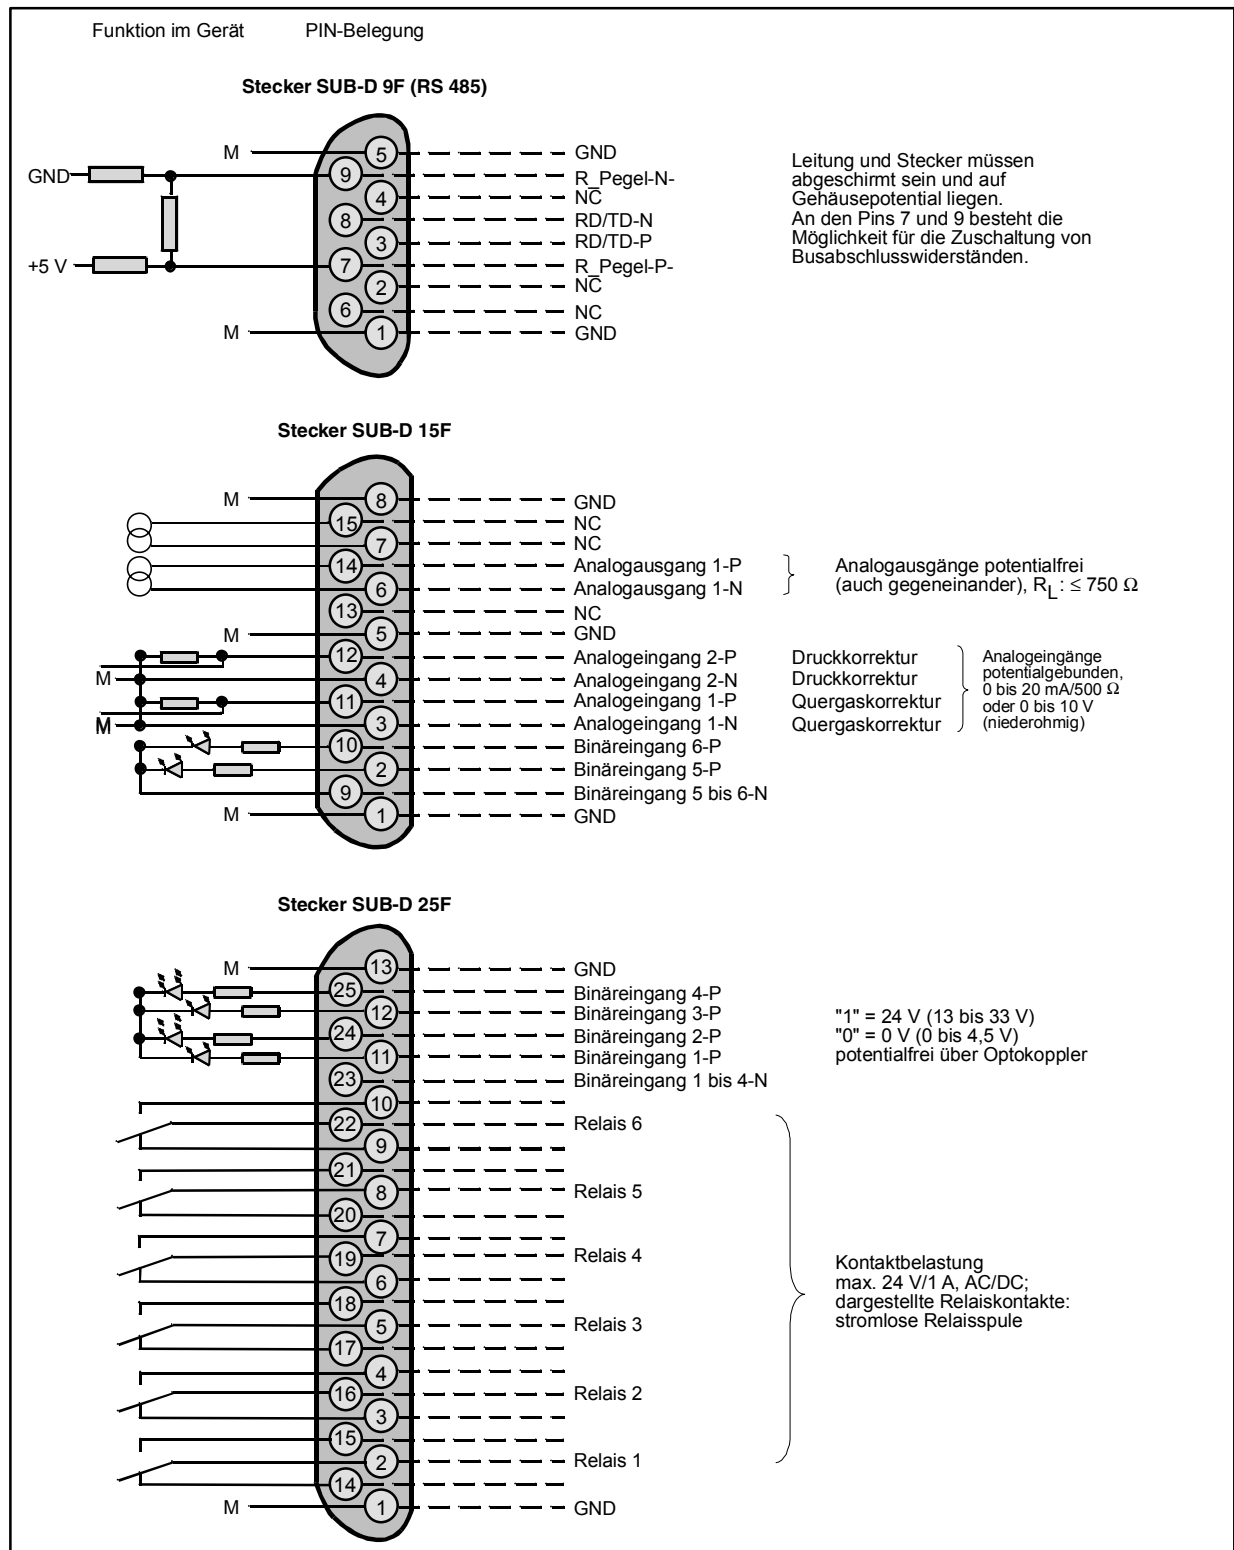 Funktion im Gerät PIN-Belegung
Stecker SUB-D 9F (RS 485)
M 5 GND
GND 9 R_Pegel-N-
4 NC
8 RD/TD-N
3 RD/TD-P
+5 V 7 R_Pegel-P-
2 NC
6 NC
M 1 GND
Leitung und Stecker müssen
abgeschirmt sein und auf
Gehäusepotential liegen.
An den Pins 7 und 9 besteht die
Möglichkeit für die Zuschaltung von
Busabschlusswiderständen.
Stecker SUB-D 15F
M 8 GND
15 NC
7 NC
14 Analogausgang 1-P
6 Analogausgang 1-N
Analogausgänge potentialfrei
(auch gegeneinander), RL: ≤ 750 Ω
13 NC
M 5 GND
12 Analogeingang 2-P Druckkorrektur
M 4 Analogeingang 2-N Druckkorrektur
11 Analogeingang 1-P Quergaskorrektur
M 3 Analogeingang 1-N Quergaskorrektur
Analogeingänge
potentialgebunden,
0 bis 20 mA/500 Ω
oder 0 bis 10 V
(niederohmig)
10 Binäreingang 6-P
2 Binäreingang 5-P
9 Binäreingang 5 bis 6-N
M 1 GND
Stecker SUB-D 25F
M 13 GND
25 Binäreingang 4-P
12 Binäreingang 3-P
24 Binäreingang 2-P
11 Binäreingang 1-P
23 Binäreingang 1 bis 4-N
"1" = 24 V (13 bis 33 V)
"0" = 0 V (0 bis 4,5 V)
potentialfrei über Optokoppler
10
22 Relais 6
9
21
8 Relais 5
20
7
19 Relais 4
6
18
5 Relais 3
17
4
16 Relais 2
3
15
2 Relais 1
14
M 1 GND
Kontaktbelastung
max. 24 V/1 A, AC/DC;
dargestellte Relaiskontakte:
stromlose Relaisspule